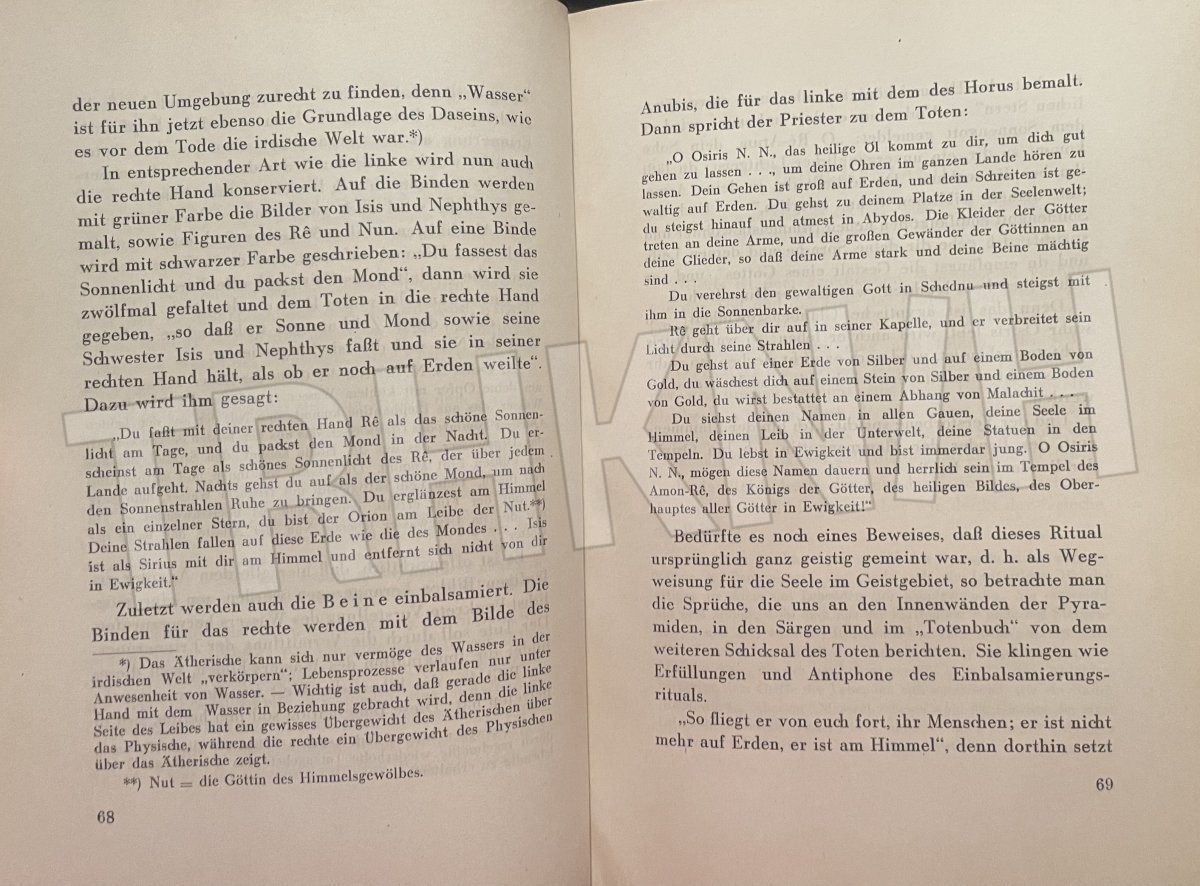 der neuen Umgebung zurecht zu finden, denn „Wasser“
ist für ihn jetzt ebenso die Grundlage des Daseins, wie
es vor dem Tode die irdische Welt war.*)
In entsprechender Art wie die linke wird nun auch
die rechte Hand konserviert. Auf die Binden werden
mit grüner Farbe die Bilder von Isis und Nephthys ge-
malt, sowie Figuren des Rê und Nun. Auf eine Binde
wird mit schwarzer Farbe geschrieben: „Du fassest das
Sonnenlicht und du packst den Mond“, dann wird sie
zwölfmal gefaltet und dem Toten in die rechte Hand
gegeben, „so daß er Sonne und Mond sowie seine
Schwester Isis und Nephthys faßt und sie in seiner
rechten Hand hält, als ob er noch auf Erden weilte“.
Dazu wird ihm gesagt:
„Du faßt mit deiner rechten Hand Rê als das schöne Sonnen-
licht am Tage, und du packst den Mond in der Nacht. Du er-
scheinst am Tage als schönes Sonnenlicht des Rê, der über jedem
Lande aufgeht. Nachts gehst du auf als der schöne Mond, um nach
den Sonnenstrahlen Ruhe zu bringen. Du erglänzest am Himmel
als ein einzelner Stern, du bist der Orion am Leibe der Nut.**)
Deine Strahlen fallen auf diese Erde wie die des Mondes . . . Isis
ist als Sirius mit dir am Himmel und entfernt sich nicht von dir
in Ewigkeit.“
Zuletzt werden auch die Beine einbalsamiert. Die
Binden für das rechte werden mit dem Bilde des
*) Das Ätherische kann sich nur vermöge des Wassers in der
irdischen Welt „verkörpern“; Lebensprozesse verlaufen nur unter
Anwesenheit von Wasser. — Wichtig ist auch, daß gerade die linke
Hand mit dem Wasser in Beziehung gebracht wird, denn die linke
Seite des Leibes hat ein gewisses Übergewicht des Ätherischen über
das Physische, während die rechte ein Übergewicht des Physischen
über das Ätherische zeigt.
**) Nut = die Göttin des Himmelsgewölbes.
68
Anubis, die für das linke mit dem des Horus bemalt.
Dann spricht der Priester zu dem Toten:
„O Osiris N. N., das heilige Öl kommt zu dir, um dich gut
gehen zu lassen . . ., um deine Ohren im ganzen Lande hören zu
lassen. Dein Gehen ist groß auf Erden, und dein Schreiten ist ge-
waltig auf Erden. Du gehst zu deinem Platze in der Seelenwelt;
du steigst hinauf und atmest in Abydos. Die Kleider der Götter
treten an deine Arme, und die großen Gewänder der Göttinnen an
deine Glieder, so daß deine Arme stark und deine Beine mächtig
sind . . .
Du verehrst den gewaltigen Gott in Schednu und steigst mit
ihm in die Sonnenbarke.
Rê geht über dir auf in seiner Kapelle, und er verbreitet sein
Licht durch seine Strahlen . . .
Du gehst auf einer Erde von Silber und auf einem Boden von
Gold, du wäschest dich auf einem Stein von Silber und einem Boden
von Gold, du wirst bestattet an einem Abhang von Malachit . . .
Du siehst deinen Namen in allen Gauen, deine Seele im
Himmel, deinen Leib in der Unterwelt, deine Statuen in den
Tempeln. Du lebst in Ewigkeit und bist immerdar jung. O Osiris
N. N., mögen diese Namen dauern und herrlich sein im Tempel des
Amon-Rê, des Königs der Götter, des heiligen Bildes, des Ober-
hauptes aller Götter in Ewigkeit!“
Bedürfte es noch eines Beweises, daß dieses Ritual
ursprünglich ganz geistig gemeint war, d. h. als Weg-
weisung für die Seele im Geistgebiet, so betrachte man
die Sprüche, die uns an den Innenwänden der Pyra-
miden, in den Särgen und im „Totenbuch“ von dem
weiteren Schicksal des Toten berichten. Sie klingen wie
Erfüllungen und Antiphone des Einbalsamierungs-
rituals.
„So fliegt er von euch fort, ihr Menschen; er ist nicht
mehr auf Erden, er ist am Himmel“, denn dorthin setzt
69